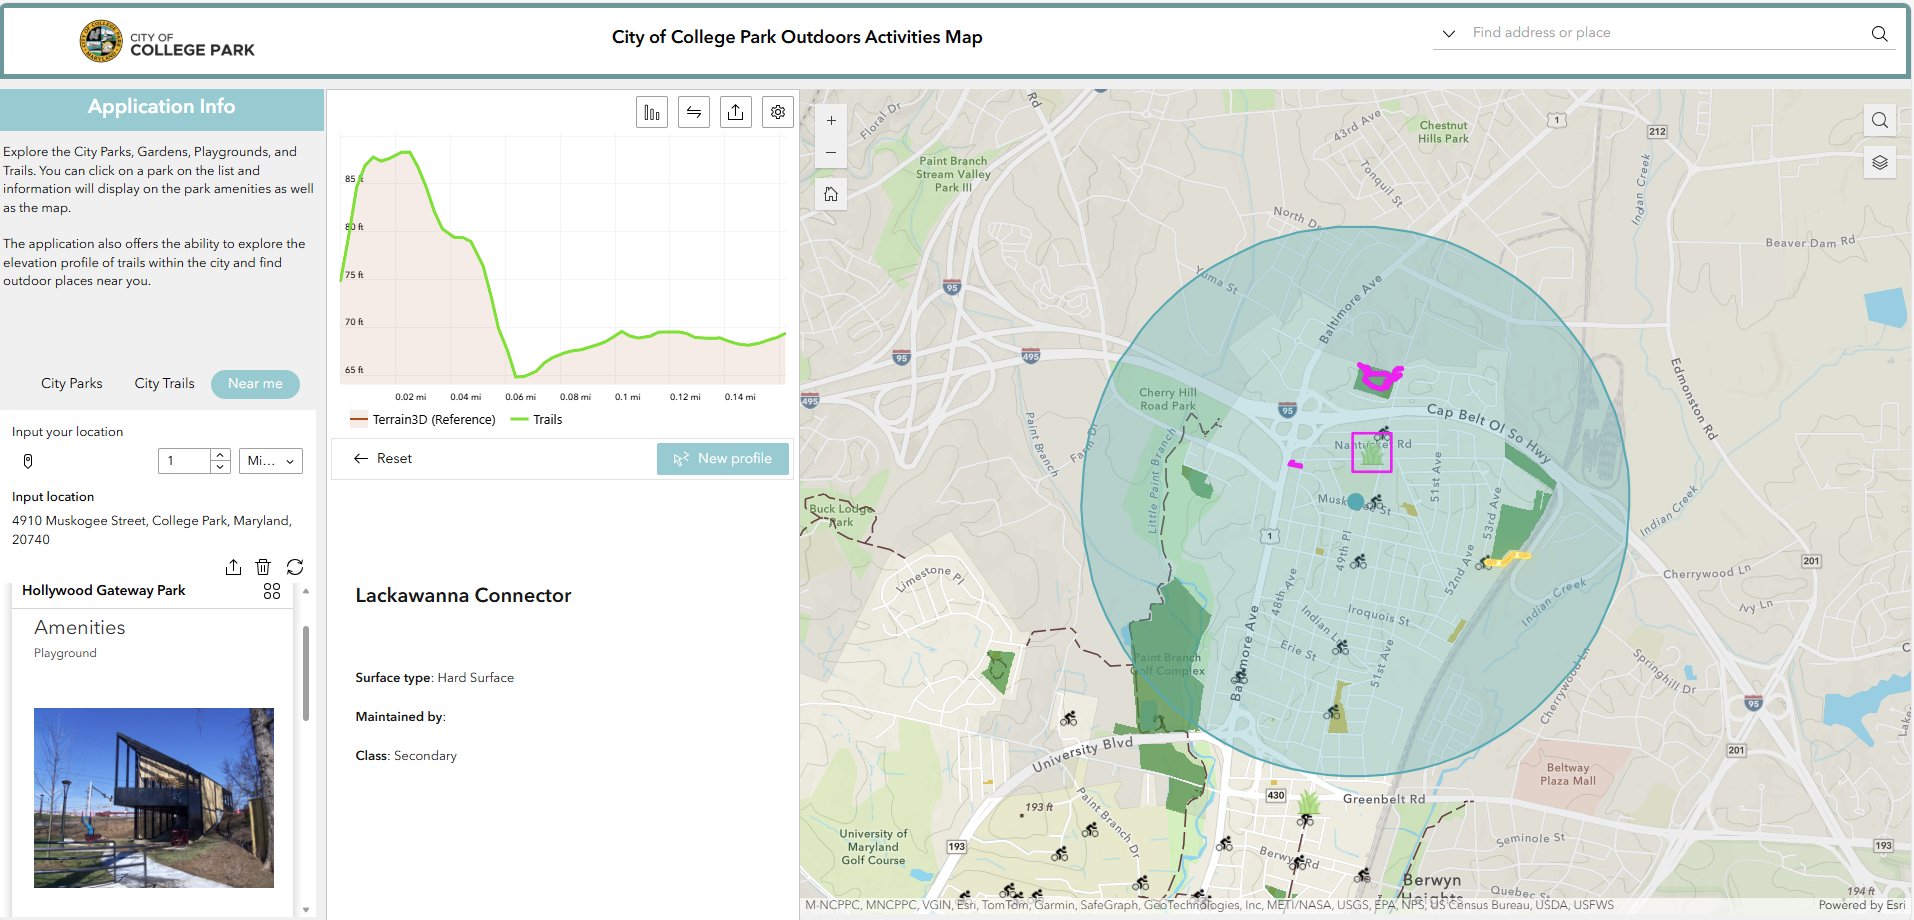 CITY OF
COLLEGE PARK
City of College Park Outdoors Activities Map
Find address or place
Application Info
Explore the City Parks, Gardens, Playgrounds, and
Trails. You can click on a park on the list and
information will display on the park amenities as well
as the map.
The application also offers the ability to explore the
elevation profile of trails within the city and find
outdoor places near you.
City Parks
City Trails
Near me
Input your location
1
Mi...
Input location
4910 Muskogee Street, College Park, Maryland,
20740
Hollywood Gateway Park
Amenities
Playground
85 ft
80 ft
75 ft
70 ft
65 ft
0.02 mi
0.04 mi
0.06 mi
0.08 mi
0.1 mi
0.12 mi
0.14 mi
Terrain3D (Reference)
Trails
Reset
New profile
Lackawanna Connector
Surface type: Hard Surface
Maintained by:
Class: Secondary
+
−
Floral Dr
Rd
43rd Ave
Chestnut
Hills Park
1
212
Paint Branch
Stream Valley
Park III
Tonquil St
Indian Creek
North Dr
Beaver Dam Rd
Yuma St
95
Baltimore Ave
95
495
495
Edmonston Rd
Cherry Hill
Road Park
95
Cap Belt Ol So Hwy
Paint Branch
Farm Dr
Nantucket Rd
Little Paint Branch
51st Ave
53rd Ave
Buck Lodge
Park
Indian Creek
1
49th Pl
52nd Ave
201
Limestone Pl
Cherrywood Ln
48th Ave
Iroquois St
Indian Creek
Ivy Ln
Indian L
Erie St
51st Ave
Paint Branch
Golf Complex
Baltimore Ave
Cherrywood Ln
Springhill Dr
95
University Blvd
201
Beltway
Plaza Mall
430
Greenbelt Rd
193 ft
Paint Branch Dr
University of
Maryland
Golf Course
193
Seminole St
193
Berwyn Rd
Berwyn
Heights
Quebec St
194 ft
M-NCPPC, MNCPPC, VGIN, Esri, TomTom, Garmin, SafeGraph, GeoTechnologies, Inc, METI/NASA, USGS, EPA, NPS, US Census Bureau, USDA, USFWS
Powered by Esri